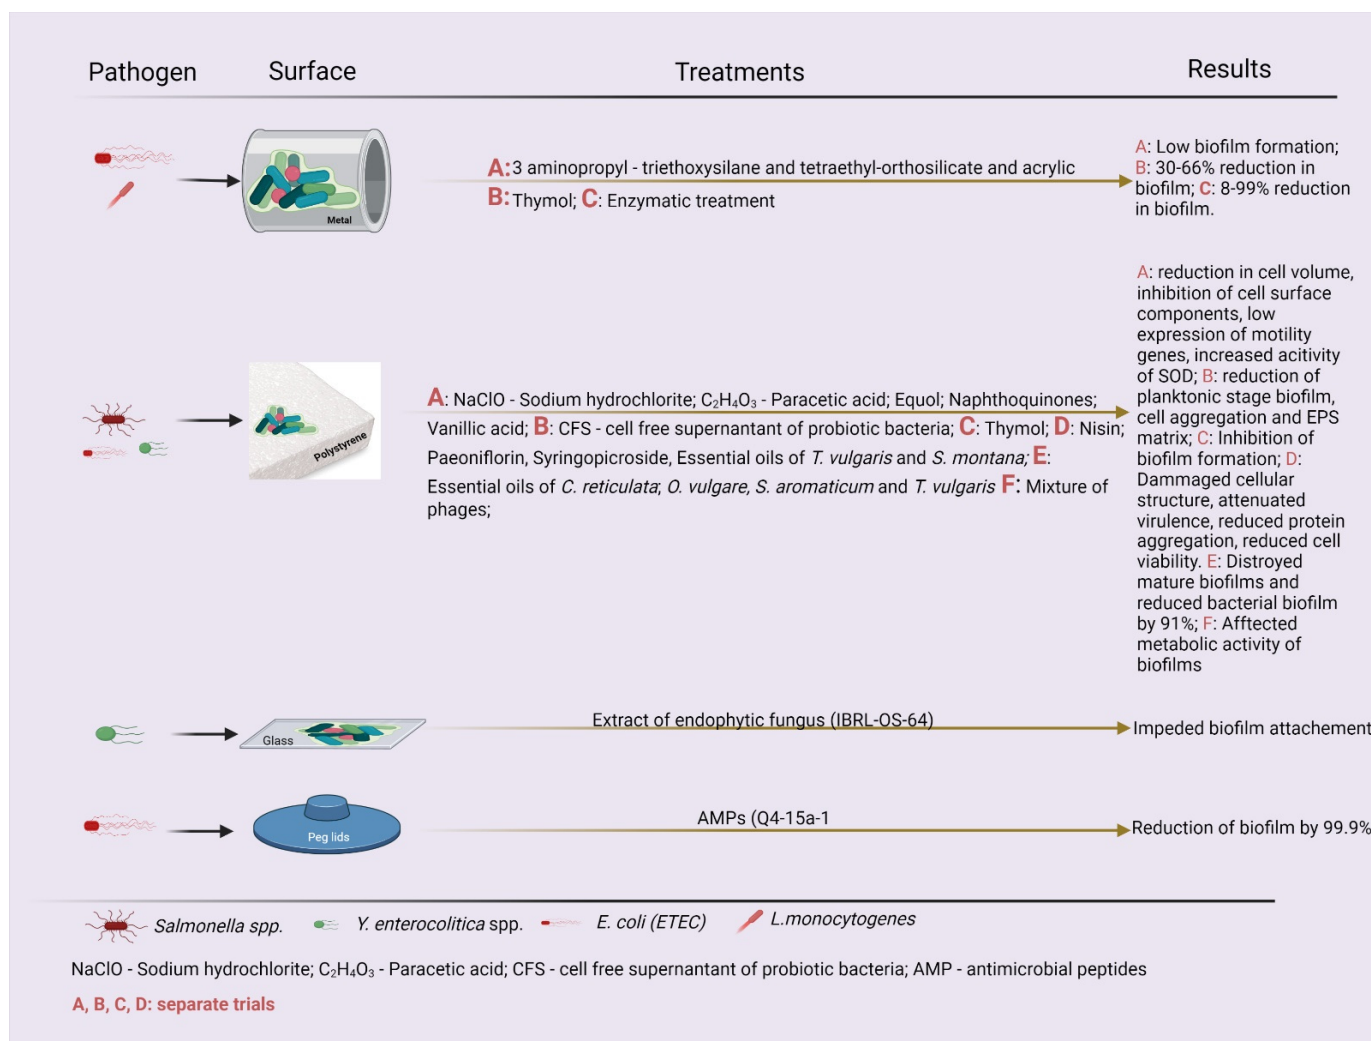 Pathogen Surface Treatments Results
A: 3 aminopropyl - triethoxysilane and tetraethyl-orthosilicate and acrylic
B: Thymol; C: Enzymatic treatment
Metal
A: Low biofilm formation;
B: 30-66% reduction in
biofilm; C: 8-99% reduction
in biofilm.
Polystyrene
A: NaClO - Sodium hydrochlorite; C₂H₄O₃ - Paracetic acid; Equol; Naphthoquinones;
Vanillic acid; B: CFS - cell free supernantant of probiotic bacteria; C: Thymol; D: Nisin;
Paeoniflorin, Syringopicroside, Essential oils of T. vulgaris and S. montana; E:
Essential oils of C. reticulata; O. vulgare, S. aromaticum and T. vulgaris F: Mixture of
phages;
A: reduction in cell volume,
inhibition of cell surface
components, low
expression of motility
genes, increased acitivity
of SOD; B: reduction of
planktonic stage biofilm,
cell aggregation and EPS
matrix; C: Inhibition of
biofilm formation; D:
Dammaged cellular
structure, attenuated
virulence, reduced protein
aggregation, reduced cell
viability. E: Distroyed
mature biofilms and
reduced bacterial biofilm
by 91%; F: Afftected
metabolic activity of
biofilms
Glass
Extract of endophytic fungus (IBRL-OS-64)
Impeded biofilm attachement
Peg lids
AMPs (Q4-15a-1
Reduction of biofilm by 99.9%
Salmonella spp. Y. enterocolitica spp. E. coli (ETEC) L.monocytogenes
NaClO - Sodium hydrochlorite; C₂H₄O₃ - Paracetic acid; CFS - cell free supernantant of probiotic bacteria; AMP - antimicrobial peptides
A, B, C, D: separate trials